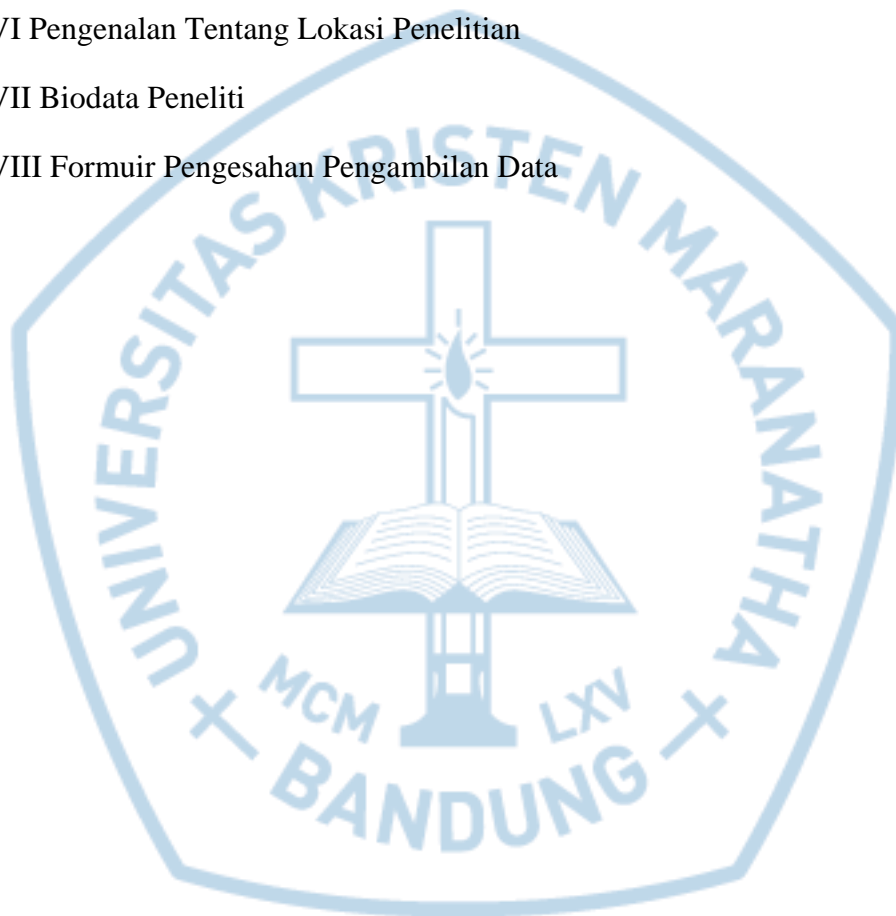 VI Pengenalan Tentang Lokasi Penelitian
VII Biodata Peneliti
VIII Formuir Pengesahan Pengambilan Data
UNIVERSITAS KRISTEN MARANATHA
MCM LXV
BANDUNG